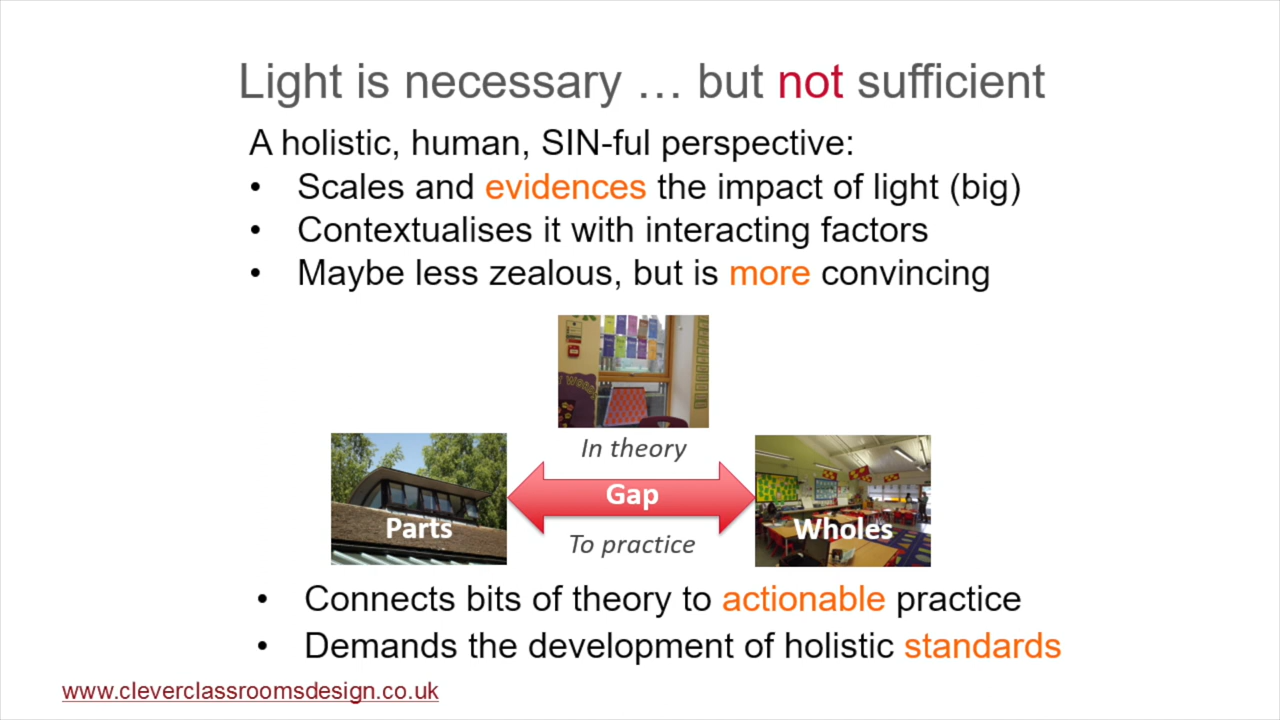 Light is necessary … but not sufficient
A holistic, human, SIN-ful perspective:
• Scales and evidences the impact of light (big)
• Contextualises it with interacting factors
• Maybe less zealous, but is more convincing
In theory
Gap
Parts
Wholes
To practice
• Connects bits of theory to actionable practice
• Demands the development of holistic standards
www.cleverclassroomsdesign.co.uk